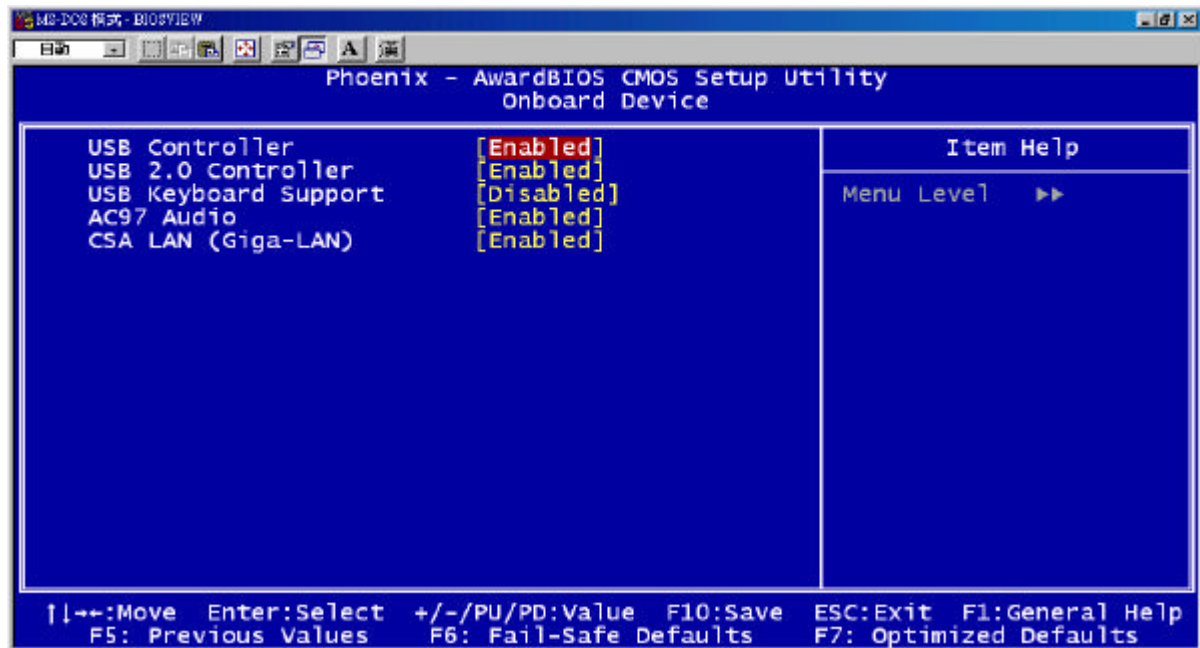 MS-DOS 模式 - BIOSVIEW
自動
A 漢
Phoenix - AwardBIOS CMOS Setup Utility
Onboard Device
USB Controller [Enabled]
USB 2.0 Controller [Enabled]
USB Keyboard Support [Disabled]
AC97 Audio [Enabled]
CSA LAN (Giga-LAN) [Enabled]
Item Help
Menu Level ►►
↑↓→←:Move Enter:Select +/-/PU/PD:Value F10:Save ESC:Exit F1:General Help
F5: Previous Values F6: Fail-Safe Defaults F7: Optimized Defaults